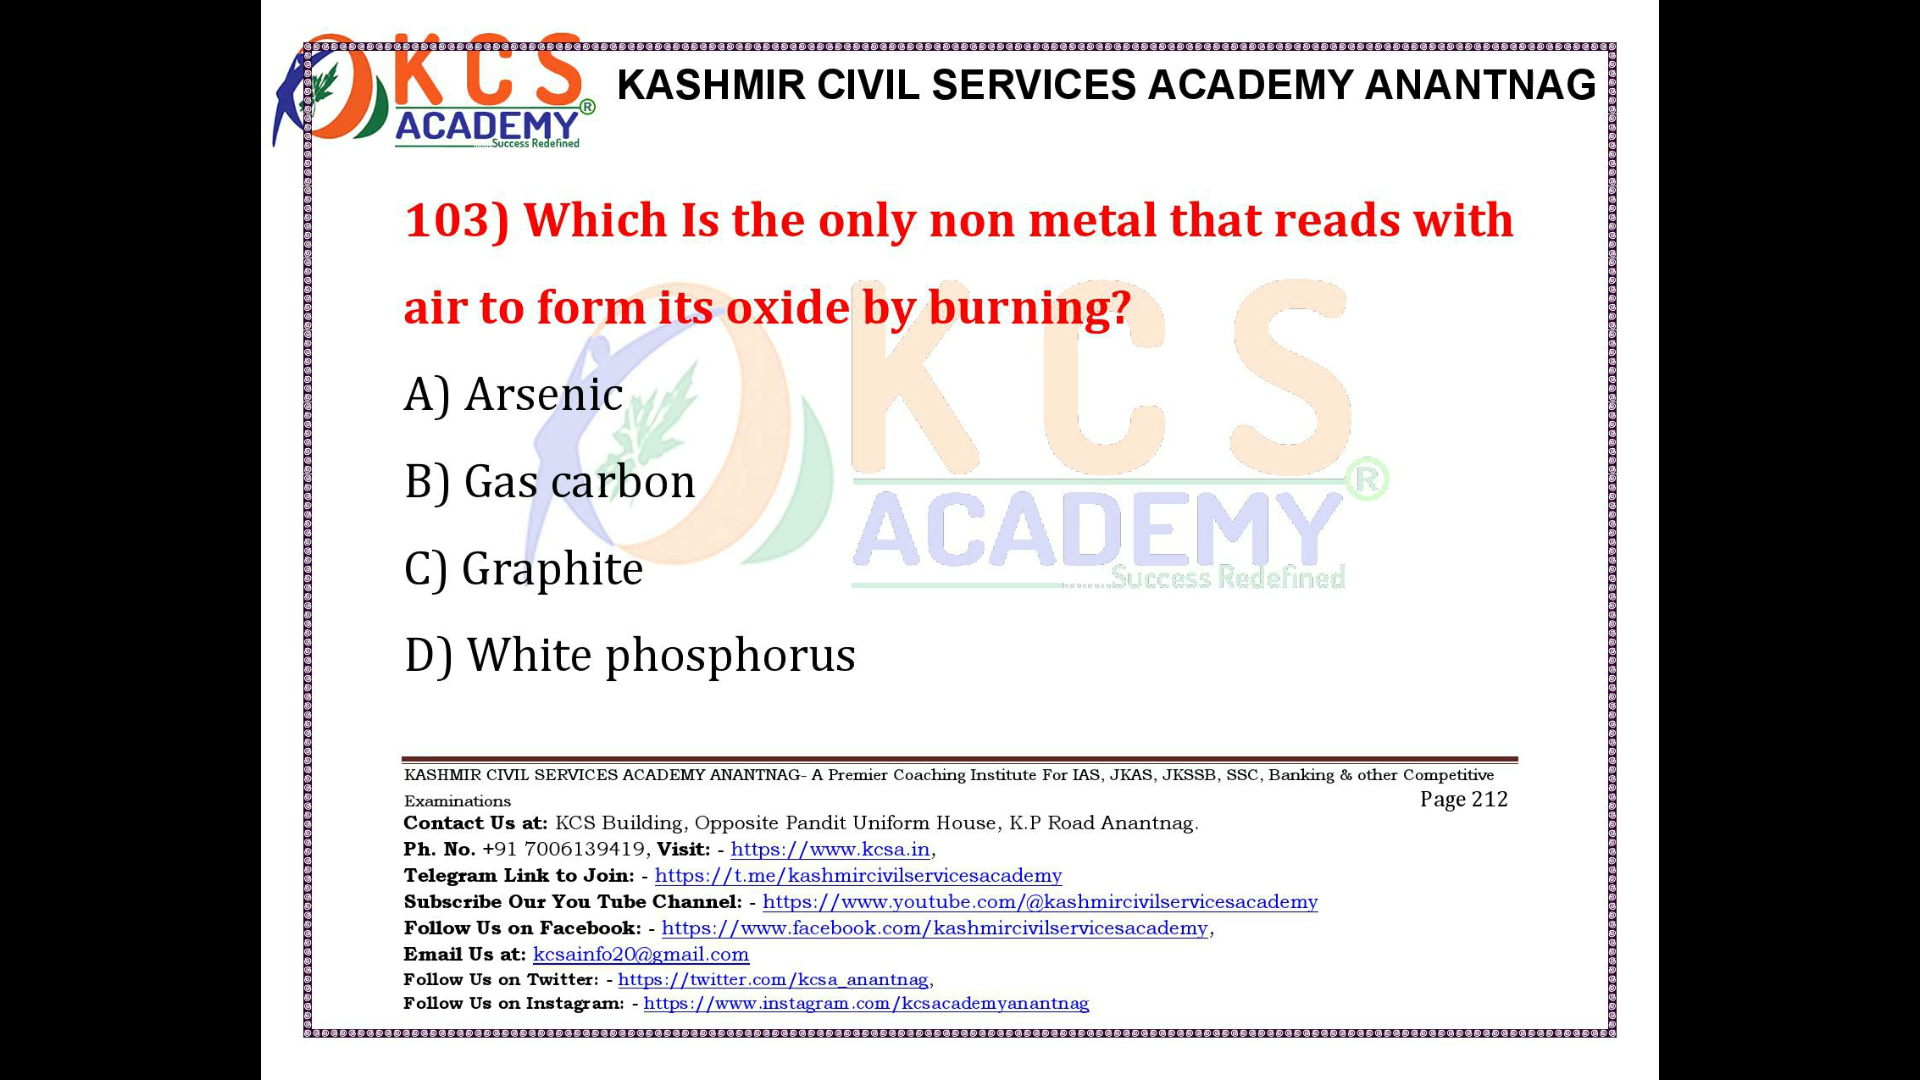 KCS
ACADEMY®
........Success Redefined
KASHMIR CIVIL SERVICES ACADEMY ANANTNAG
103) Which Is the only non metal that reads with
air to form its oxide by burning?
A) Arsenic
B) Gas carbon
C) Graphite
D) White phosphorus
KCS
ACADEMY®
........Success Redefined
KASHMIR CIVIL SERVICES ACADEMY ANANTNAG- A Premier Coaching Institute For IAS, JKAS, JKSSB, SSC, Banking & other Competitive
Examinations Page 212
Contact Us at: KCS Building, Opposite Pandit Uniform House, K.P Road Anantnag.
Ph. No. +91 7006139419, Visit: - https://www.kcsa.in,
Telegram Link to Join: - https://t.me/kashmircivilservicesacademy
Subscribe Our You Tube Channel: - https://www.youtube.com/@kashmircivilservicesacademy
Follow Us on Facebook: - https://www.facebook.com/kashmircivilservicesacademy,
Email Us at: kcsainfo20@gmail.com
Follow Us on Twitter: - https://twitter.com/kcsa_anantnag,
Follow Us on Instagram: - https://www.instagram.com/kcsacademyanantnag